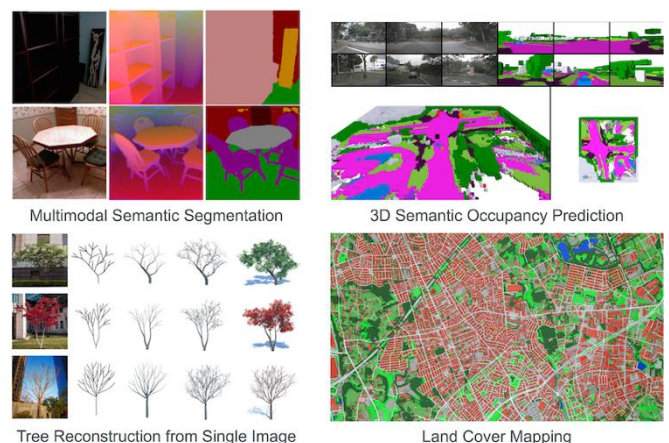 Multimodal Semantic Segmentation
3D Semantic Occupancy Prediction
Tree Reconstruction from Single Image
Land Cover Mapping